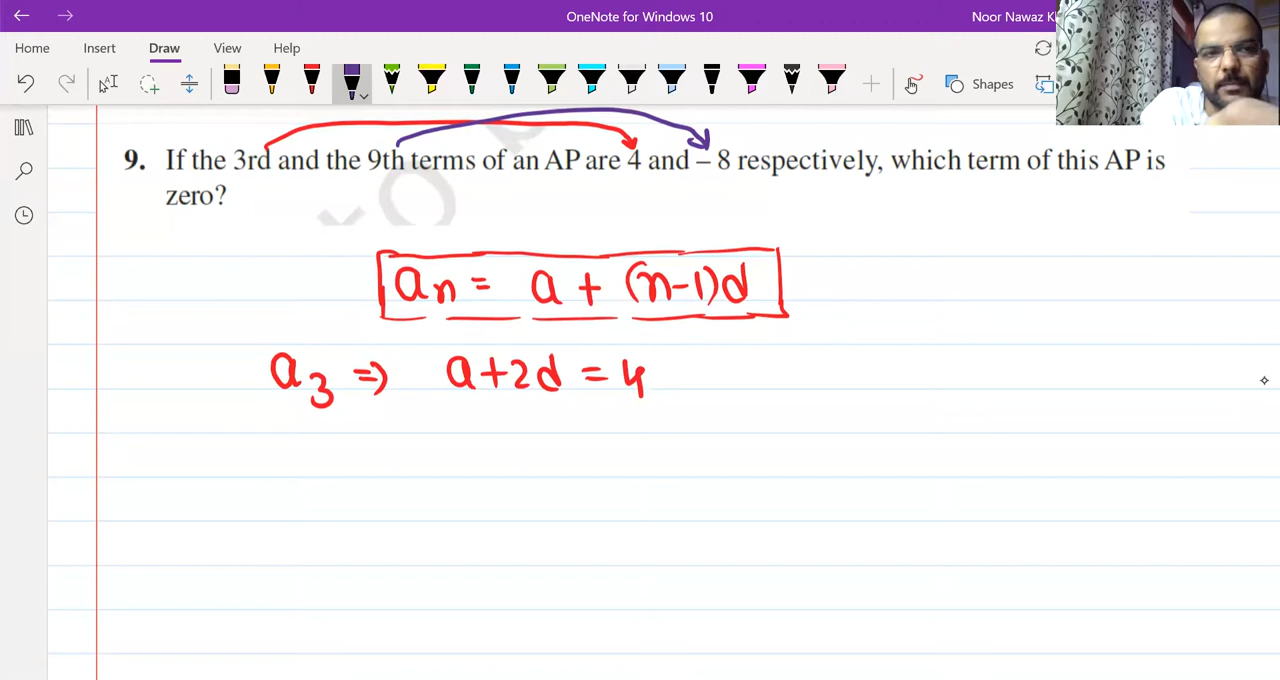 OneNote for Windows 10
Noor Nawaz K
Home Insert Draw View Help
Shapes
9. If the 3rd and the 9th terms of an AP are 4 and – 8 respectively, which term of this AP is
zero?
an = a + (n-1)d
a3 ⇒ a+2d = 4